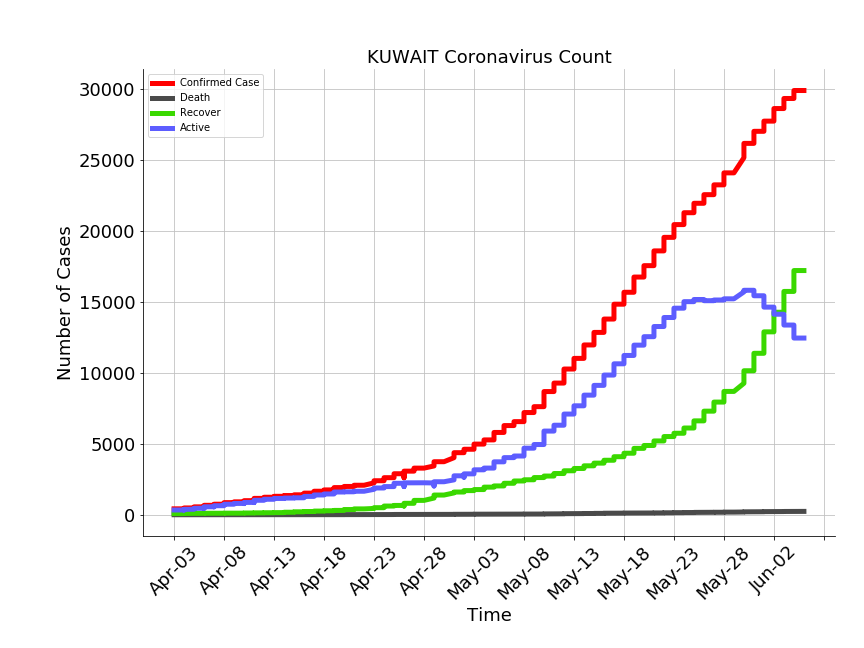 KUWAIT Coronavirus Count
Confirmed Case
Death
Recover
Active
30000
25000
20000
15000
10000
5000
0
Number of Cases
Apr-03
Apr-08
Apr-13
Apr-18
Apr-23
Apr-28
May-03
May-08
May-13
May-18
May-23
May-28
Jun-02
Time